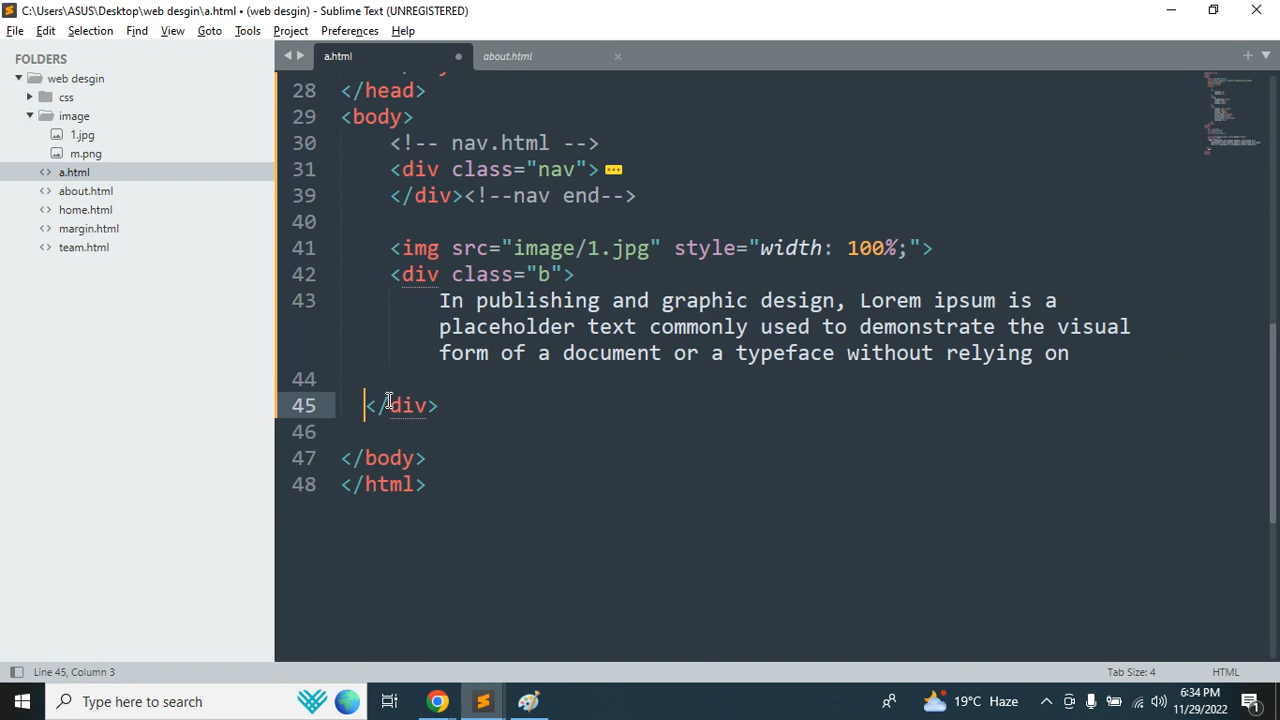 C:\Users\ASUS\Desktop\web desgin\a.html • (web desgin) - Sublime Text (UNREGISTERED)
File Edit Selection Find View Goto Tools Project Preferences Help
FOLDERS
web desgin
css
image
1.jpg
m.png
a.html
about.html
home.html
margin.html
team.html
a.html about.html
28 </head>
29 <body>
30 <!-- nav.html -->
31 <div class="nav">
39 </div><!--nav end-->
40
41 <img src="image/1.jpg" style="width: 100%;">
42 <div class="b">
43 In publishing and graphic design, Lorem ipsum is a
placeholder text commonly used to demonstrate the visual
form of a document or a typeface without relying on
44
45 </div>
46
47 </body>
48 </html>
Line 45, Column 3 Tab Size: 4 HTML
Type here to search 19°C Haze 6:34 PM
11/29/2022 1